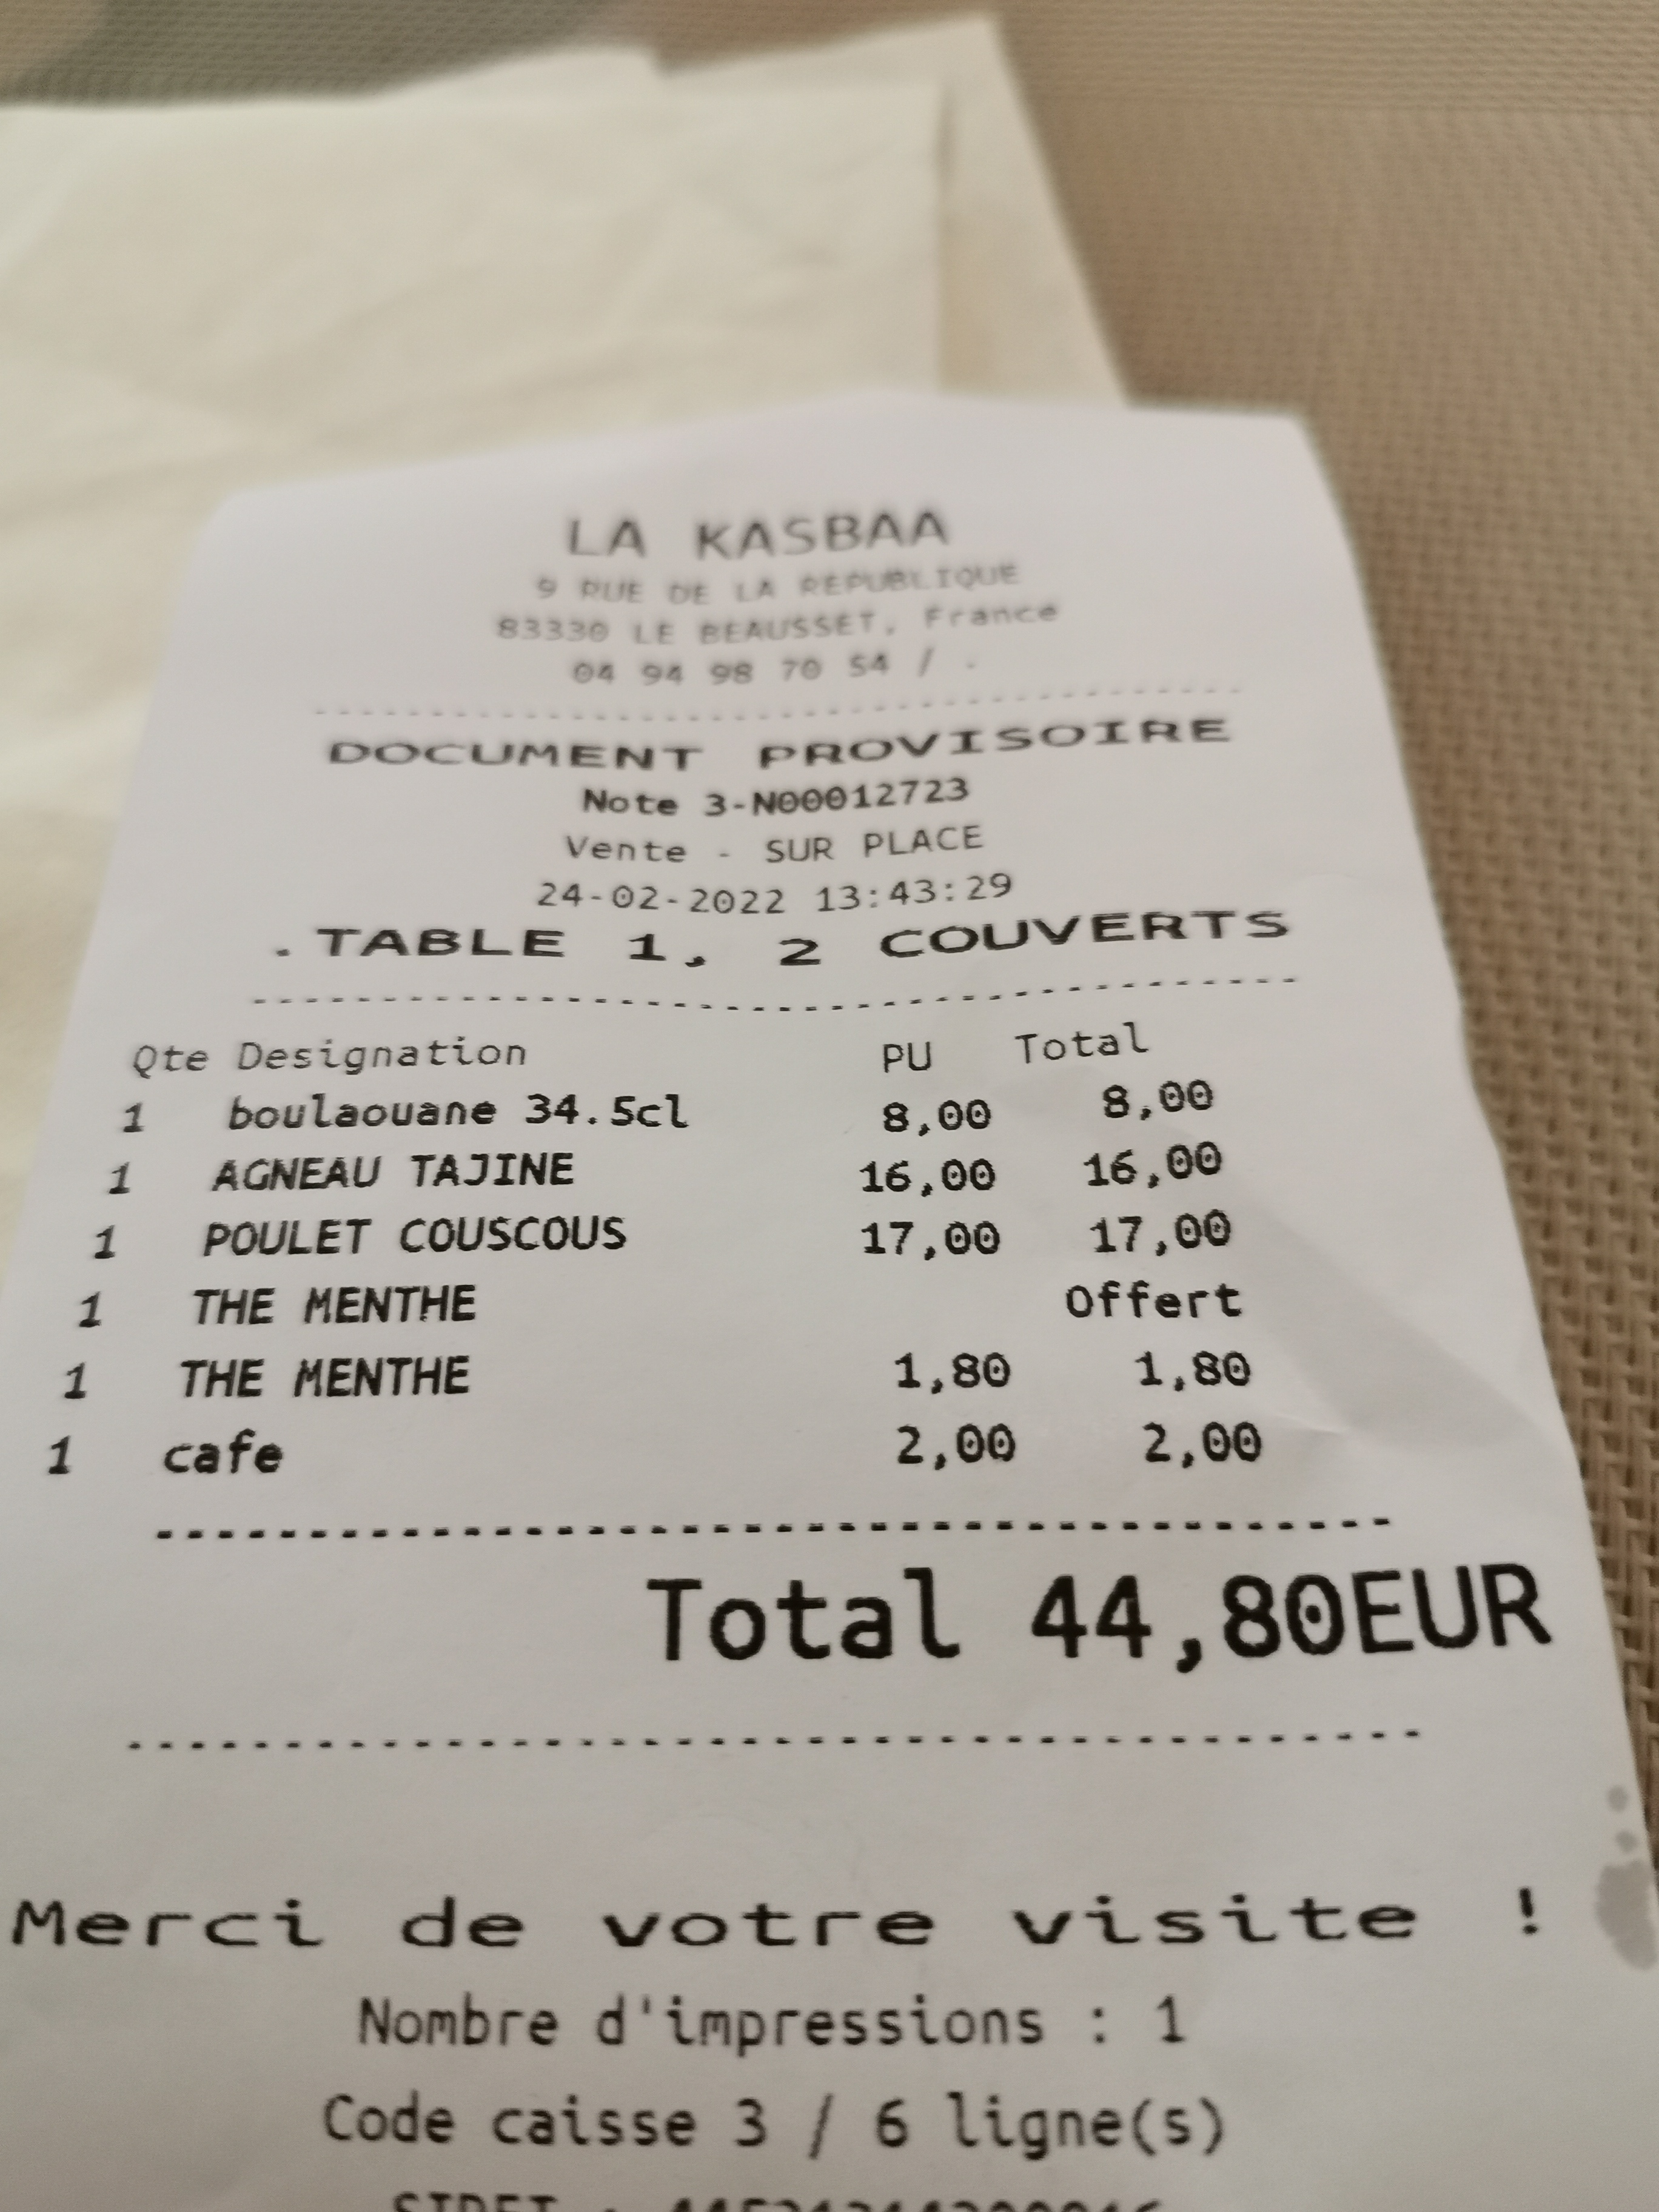 LA KASBAA
9 RUE DE LA REPUBLIQUE
83330 LE BEAUSSET, France
04 94 98 70 54 / .
DOCUMENT PROVISOIRE
Note 3-N00012723
Vente - SUR PLACE
24-02-2022 13:43:29
.TABLE 1, 2 COUVERTS
Qte Designation PU Total
1 boulaouane 34.5cl 8,00 8,00
1 AGNEAU TAJINE 16,00 16,00
1 POULET COUSCOUS 17,00 17,00
1 THE MENTHE Offert
1 THE MENTHE 1,80 1,80
1 cafe 2,00 2,00
Total 44,80EUR
Merci de votre visite !
Nombre d'impressions : 1
Code caisse 3 / 6 ligne(s)
SIRET :